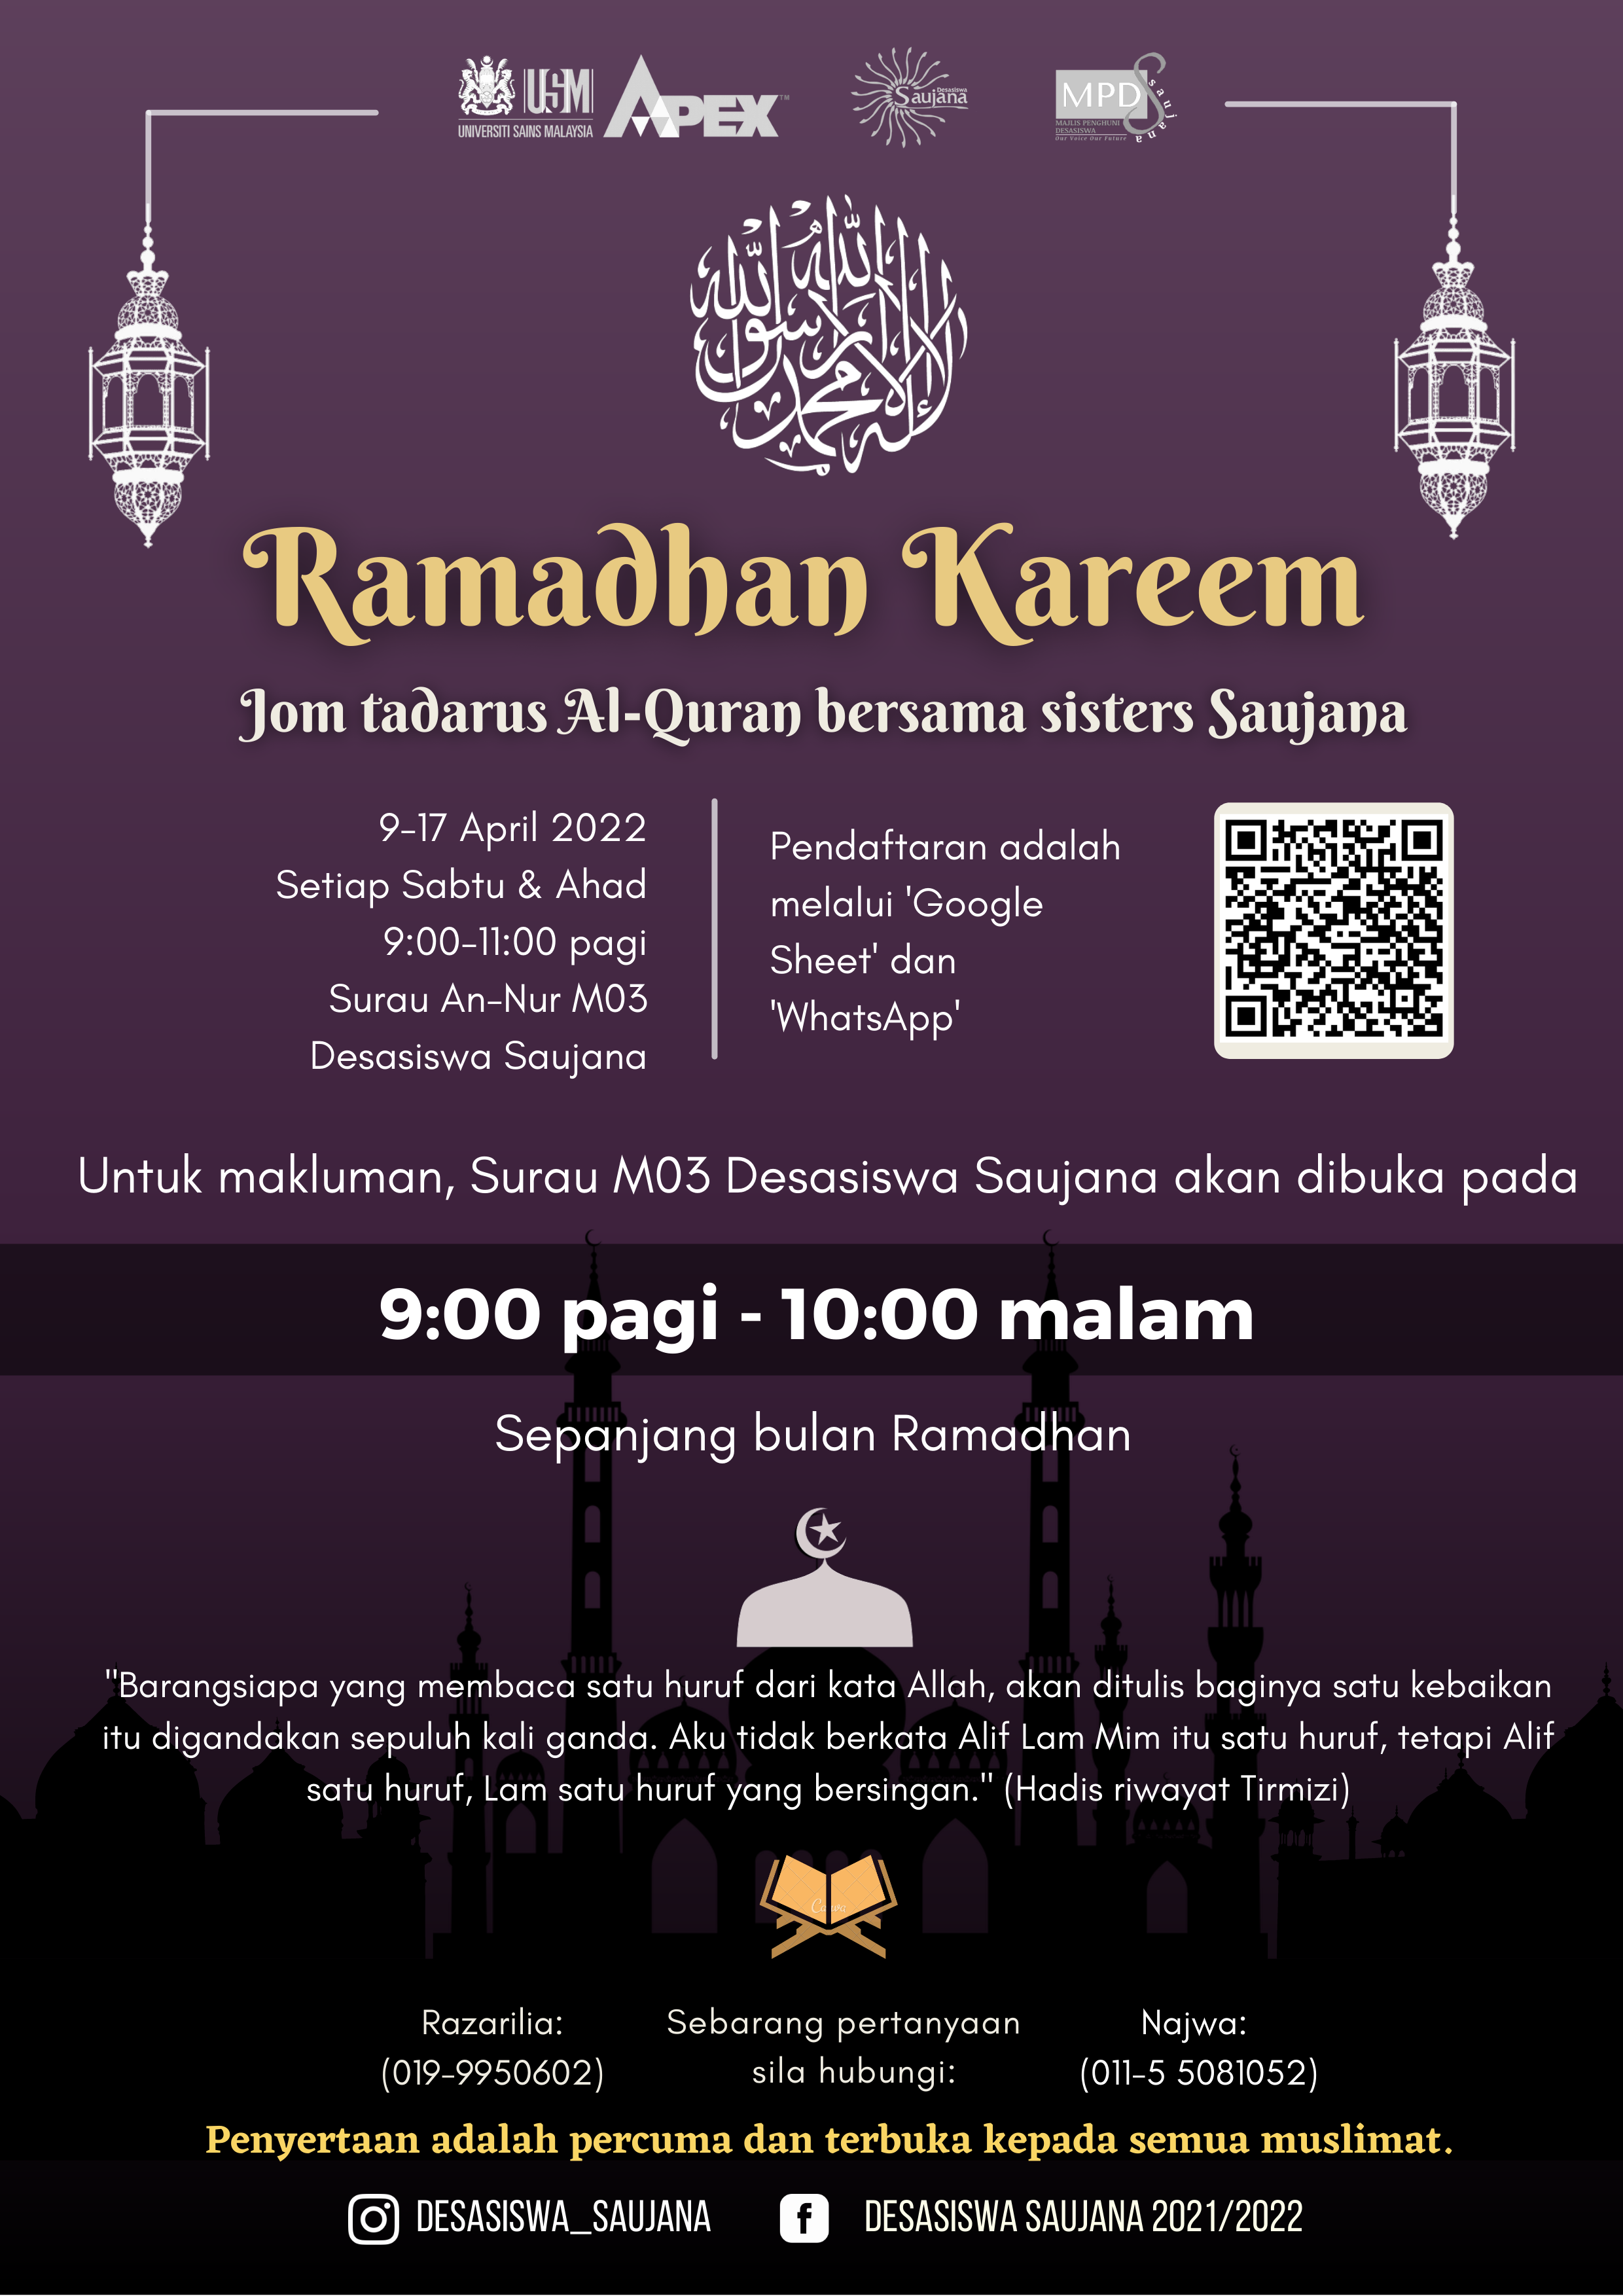 USM
UNIVERSITI SAINS MALAYSIA
APEX™
Desasiswa
Saujana
MPD
Saujana
MAJLIS PENGHUNI
DESASISWA
Our Voice Our Future
لا إله إلا الله محمد رسول الله
Ramadhan Kareem
Jom tadarus Al-Quran bersama sisters Saujana
9-17 April 2022
Setiap Sabtu & Ahad
9:00-11:00 pagi
Surau An-Nur M03
Desasiswa Saujana
Pendaftaran adalah
melalui 'Google
Sheet' dan
'WhatsApp'
Untuk makluman, Surau M03 Desasiswa Saujana akan dibuka pada
9:00 pagi - 10:00 malam
Sepanjang bulan Ramadhan
"Barangsiapa yang membaca satu huruf dari kata Allah, akan ditulis baginya satu kebaikan
itu digandakan sepuluh kali ganda. Aku tidak berkata Alif Lam Mim itu satu huruf, tetapi Alif
satu huruf, Lam satu huruf yang bersingan." (Hadis riwayat Tirmizi)
Canva
Razarilia:
(019-9950602)
Sebarang pertanyaan
sila hubungi:
Najwa:
(011-5 5081052)
Penyertaan adalah percuma dan terbuka kepada semua muslimat.
DESASISWA_SAUJANA
DESASISWA SAUJANA 2021/2022